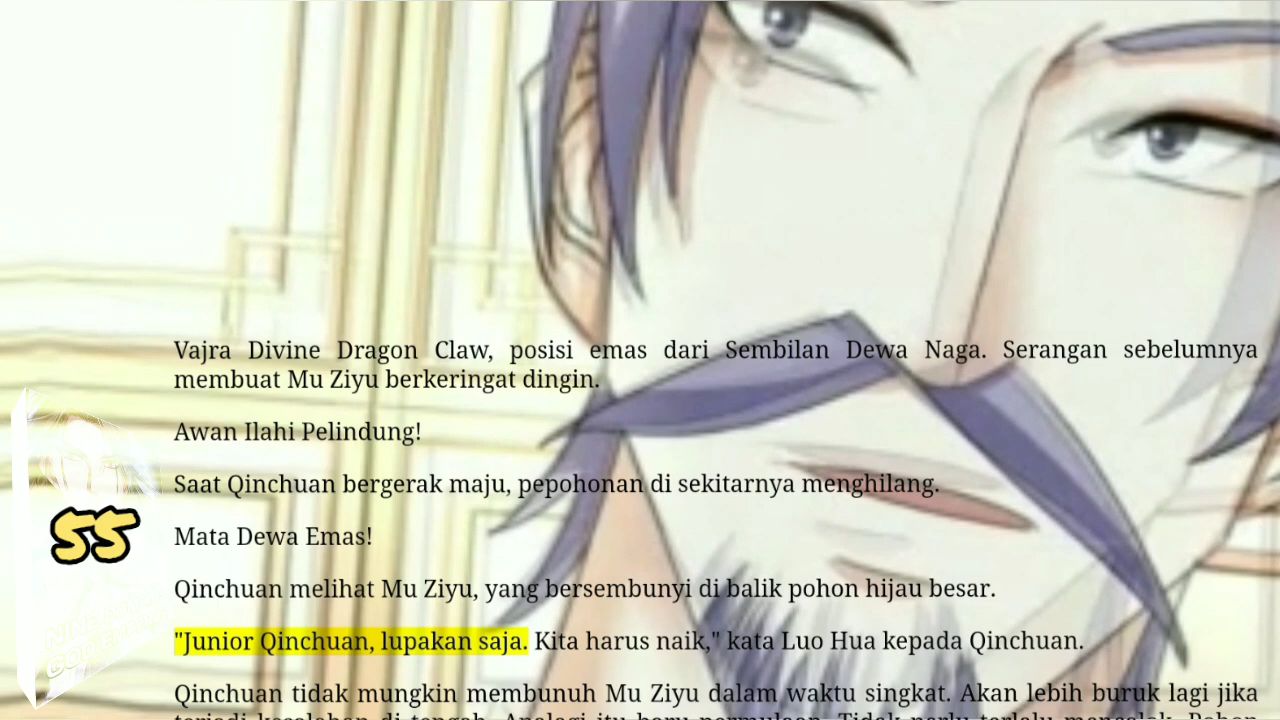 Vajra Divine Dragon Claw, posisi emas dari Sembilan Dewa Naga. Serangan sebelumnya
membuat Mu Ziyu berkeringat dingin.
Awan Ilahi Pelindung!
Saat Qinchuan bergerak maju, pepohonan di sekitarnya menghilang.
Mata Dewa Emas!
Qinchuan melihat Mu Ziyu, yang bersembunyi di balik pohon hijau besar.
SS
"Junior Qinchuan, lupakan saja. Kita harus naik," kata Luo Hua kepada Qinchuan.
Qinchuan tidak mungkin membunuh Mu Ziyu dalam waktu singkat. Akan lebih buruk lagi jika